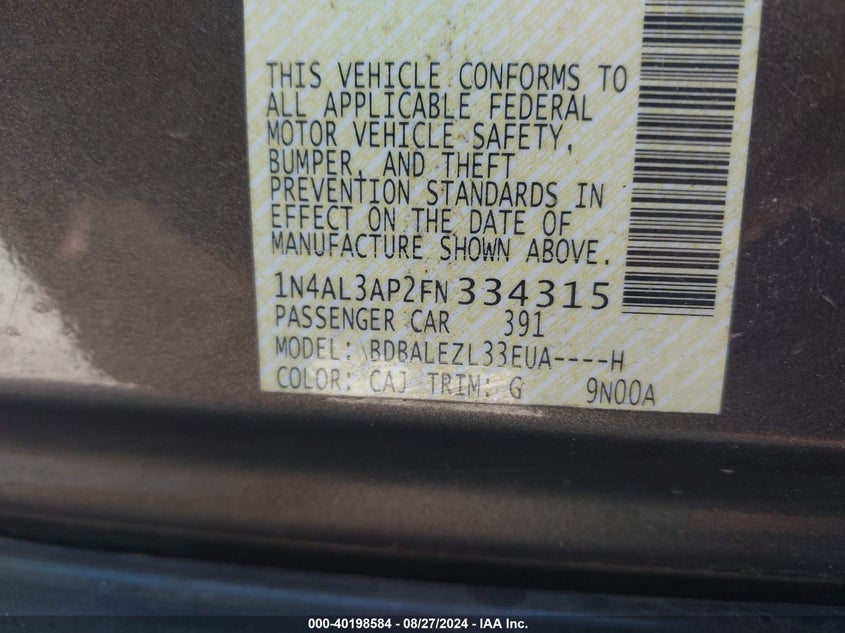 THIS VEHICLE CONFORMS TO
ALL APPLICABLE FEDERAL
MOTOR VEHICLE SAFETY,
BUMPER, AND THEFT
PREVENTION STANDARDS IN
EFFECT ON THE DATE OF
MANUFACTURE SHOWN ABOVE.
1N4AL3AP2FN334315
PASSENGER CAR 391
MODEL: BDBALEZL33EUA----H
COLOR: CAJ TRIM: G 9N00A
000-40198584 - 08/27/2024 - IAA Inc.